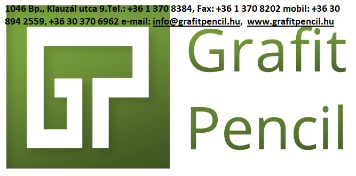 1046 Bp., Klauzál utca 9.Tel.: +36 1 370 8384, Fax: +36 1 370 8202 mobil: +36 30
894 2559, +36 30 370 6962 e-mail: info@grafitpencil.hu, www.grafitpencil.hu
GP
Grafit
Pencil